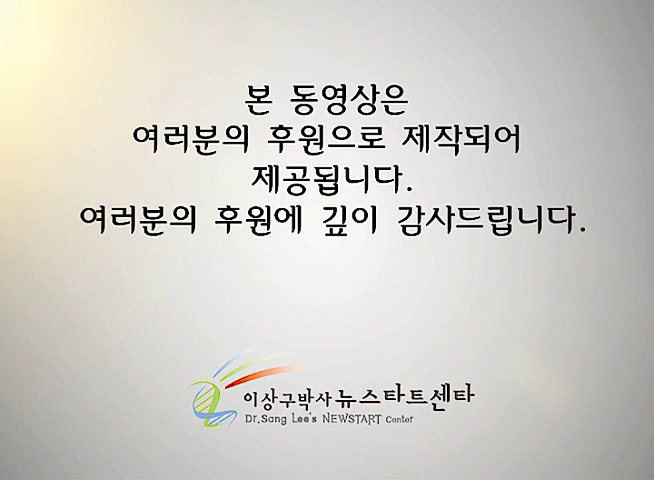 본 동영상은
여러분의 후원으로 제작되어
제공됩니다.
여러분의 후원에 깊이 감사드립니다.
이상구박사 뉴스타트센타
Dr.Sang Lee's NEWSTART Center